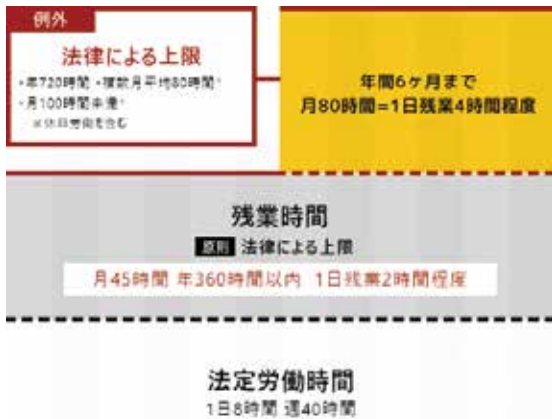 例外
法律による上限
・年720時間 ・複数月平均80時間*
・月100時間未満*
※休日労働を含む
年間6ヶ月まで
月80時間=1日残業4時間程度
残業時間
原則 法律による上限
月45時間 年360時間以内 1日残業2時間程度
法定労働時間
1日8時間 週40時間